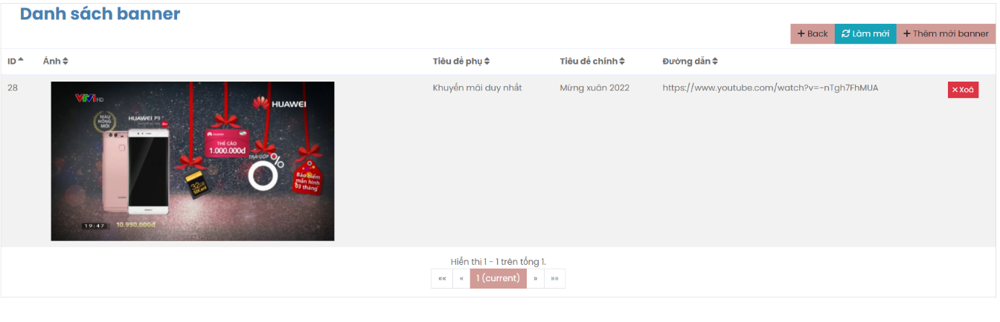 Danh sách banner
+ Back
Làm mới
+ Thêm mới banner
ID
Ảnh
Tiêu đề phụ
Tiêu đề chính
Đường dẫn
28
VTV1 HD
MÀU HỒNG MỚI
HUAWEI P9
HUAWEI
THẺ CÀO
1.000.000đ
TRẢ GÓP 0%
32GB
SDCard
Bảo hiểm
màn hình
03 tháng
19:47
10.990.000đ
Khuyến mãi duy nhất
Mừng xuân 2022
https://www.youtube.com/watch?v=-nTgh7FhMUA
×Xoá
Hiển thị 1 - 1 trên tổng 1.
«« « 1 (current) » »»